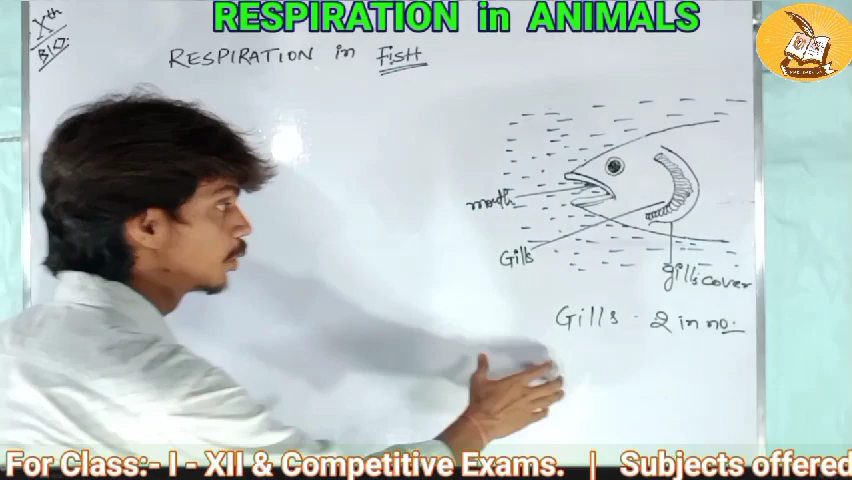 RESPIRATION in ANIMALS
Xth
BIO.
RESPIRATION in FISH
mouth
Gills
gills cover
Gills - 2 in no:
For Class:- I - XII & Competitive Exams. | Subjects offered